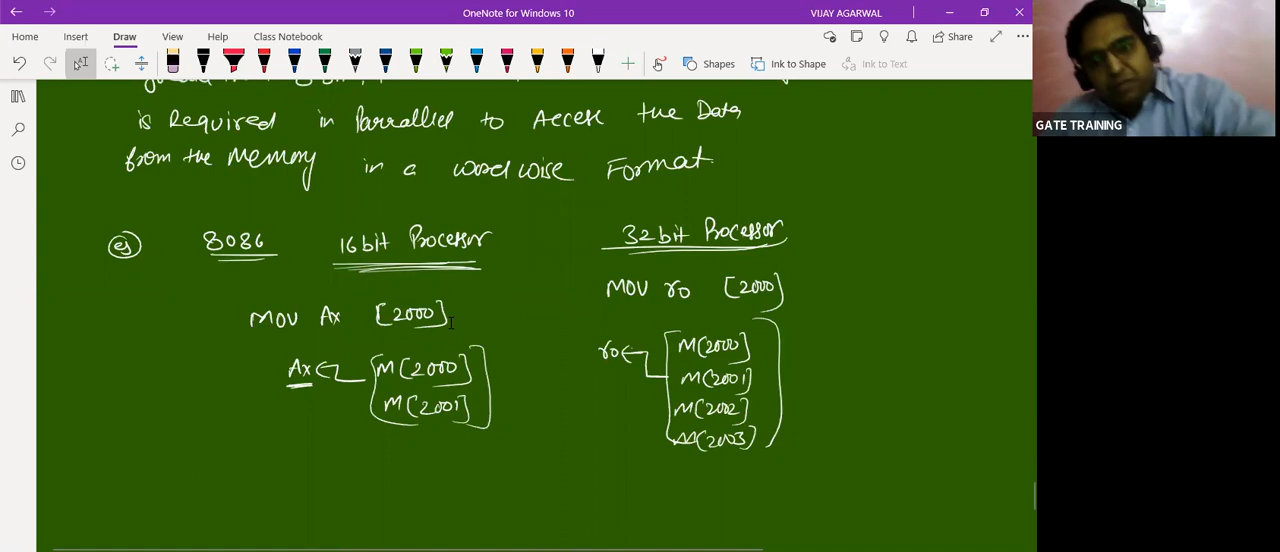 OneNote for Windows 10
VIJAY AGARWAL
Home Insert Draw View Help Class Notebook
Share
Shapes
Ink to Shape
Ink to Text
GATE TRAINING
is Required in Parrallel to Access the Data
from the Memory in a wordwise Format
eg 8086 16 bit Processor 32 bit Processor
MOV r0 [2000]
MOV Ax [2000]
r0 M[2000]
Ax M[2000]
M[2001]
M[2001]
M[2002]
M[2003]